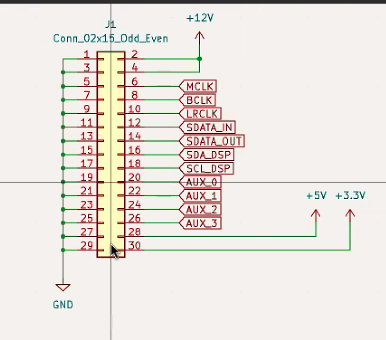 J1
Conn_02x15_Odd_Even
+12V
1 2
3 4
5 6 MCLK
7 8 BCLK
9 10 LRCLK
11 12 SDATA_IN
13 14 SDATA_OUT
15 16 SDA_DSP
17 18 SCL_DSP
19 20 AUX_0
21 22 AUX_1
23 24 AUX_2
25 26 AUX_3
+5V +3.3V
27 28
29 30
GND